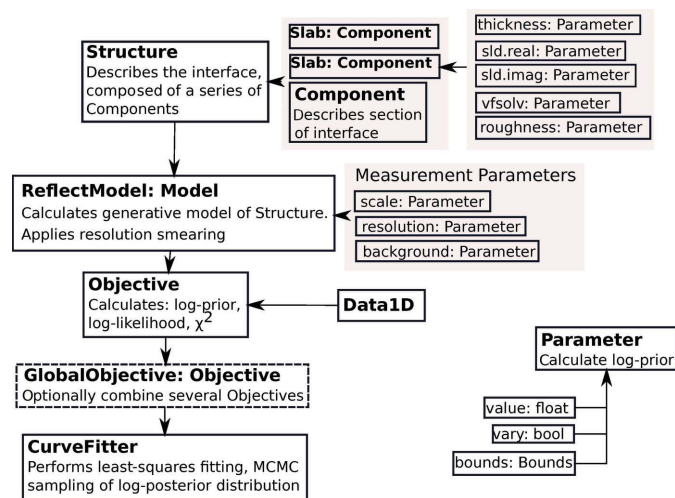 Structure
Describes the interface,
composed of a series of
Components
Slab: Component
Slab: Component
Component
Describes section
of interface
thickness: Parameter
sld.real: Parameter
sld.imag: Parameter
vfsolv: Parameter
roughness: Parameter
ReflectModel: Model
Calculates generative model of Structure.
Applies resolution smearing
Measurement Parameters
scale: Parameter
resolution: Parameter
background: Parameter
Objective
Calculates: log-prior,
log-likelihood, χ²
Data1D
GlobalObjective: Objective
Optionally combine several Objectives
CurveFitter
Performs least-squares fitting, MCMC
sampling of log-posterior distribution
Parameter
Calculate log-prior
value: float
vary: bool
bounds: Bounds